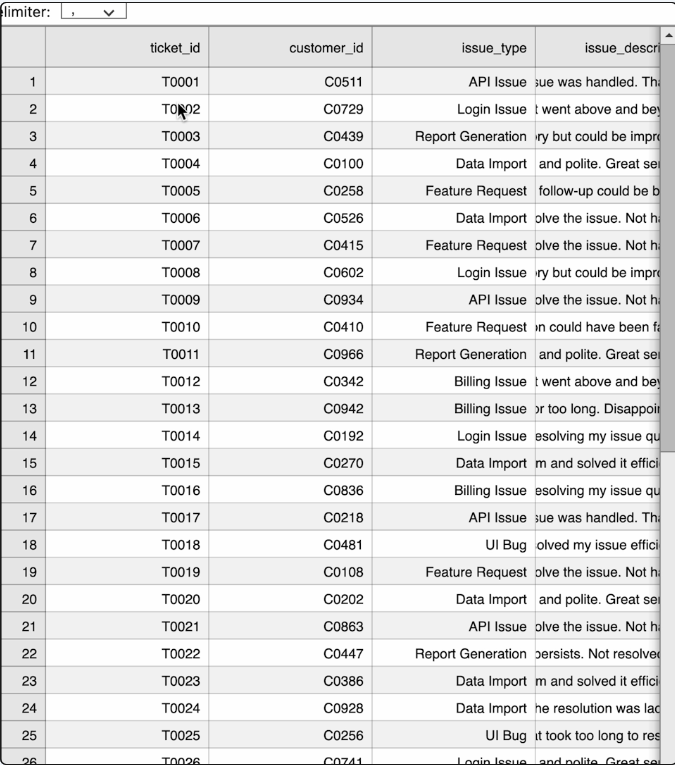 elimiter: ,
ticket_id customer_id issue_type issue_descri
1 T0001 C0511 API Issue sue was handled. Tha
2 T0002 C0729 Login Issue t went above and bey
3 T0003 C0439 Report Generation ory but could be impro
4 T0004 C0100 Data Import and polite. Great ser
5 T0005 C0258 Feature Request follow-up could be b
6 T0006 C0526 Data Import olve the issue. Not ha
7 T0007 C0415 Feature Request olve the issue. Not ha
8 T0008 C0602 Login Issue ory but could be impro
9 T0009 C0934 API Issue olve the issue. Not ha
10 T0010 C0410 Feature Request on could have been fa
11 T0011 C0966 Report Generation and polite. Great ser
12 T0012 C0342 Billing Issue t went above and bey
13 T0013 C0942 Billing Issue or too long. Disappoin
14 T0014 C0192 Login Issue esolving my issue qu
15 T0015 C0270 Data Import m and solved it effici
16 T0016 C0836 Billing Issue esolving my issue qu
17 T0017 C0218 API Issue sue was handled. Tha
18 T0018 C0481 UI Bug solved my issue effici
19 T0019 C0108 Feature Request olve the issue. Not ha
20 T0020 C0202 Data Import and polite. Great ser
21 T0021 C0863 API Issue olve the issue. Not ha
22 T0022 C0447 Report Generation persists. Not resolved
23 T0023 C0386 Data Import m and solved it effici
24 T0024 C0928 Data Import he resolution was lac
25 T0025 C0256 UI Bug at took too long to res
26 T0026 C0741 Login Issue and polite. Great ser